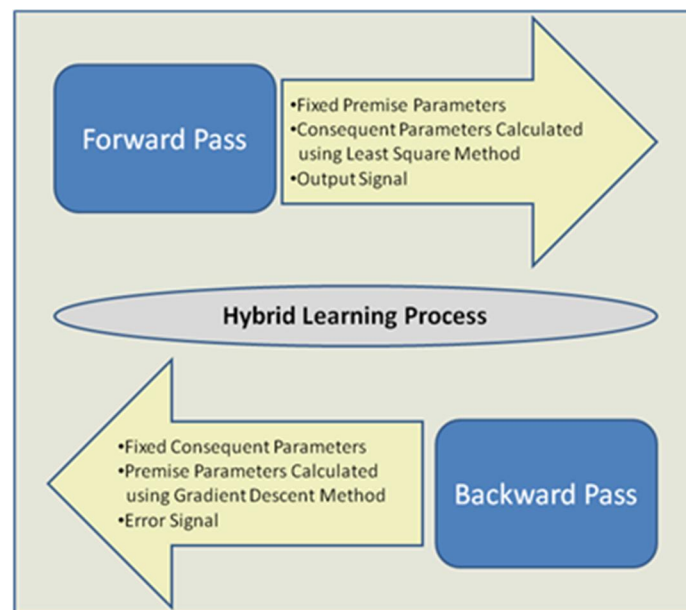 Forward Pass
•Fixed Premise Parameters
•Consequent Parameters Calculated
using Least Square Method
•Output Signal
Hybrid Learning Process
•Fixed Consequent Parameters
•Premise Parameters Calculated
using Gradient Descent Method
•Error Signal
Backward Pass